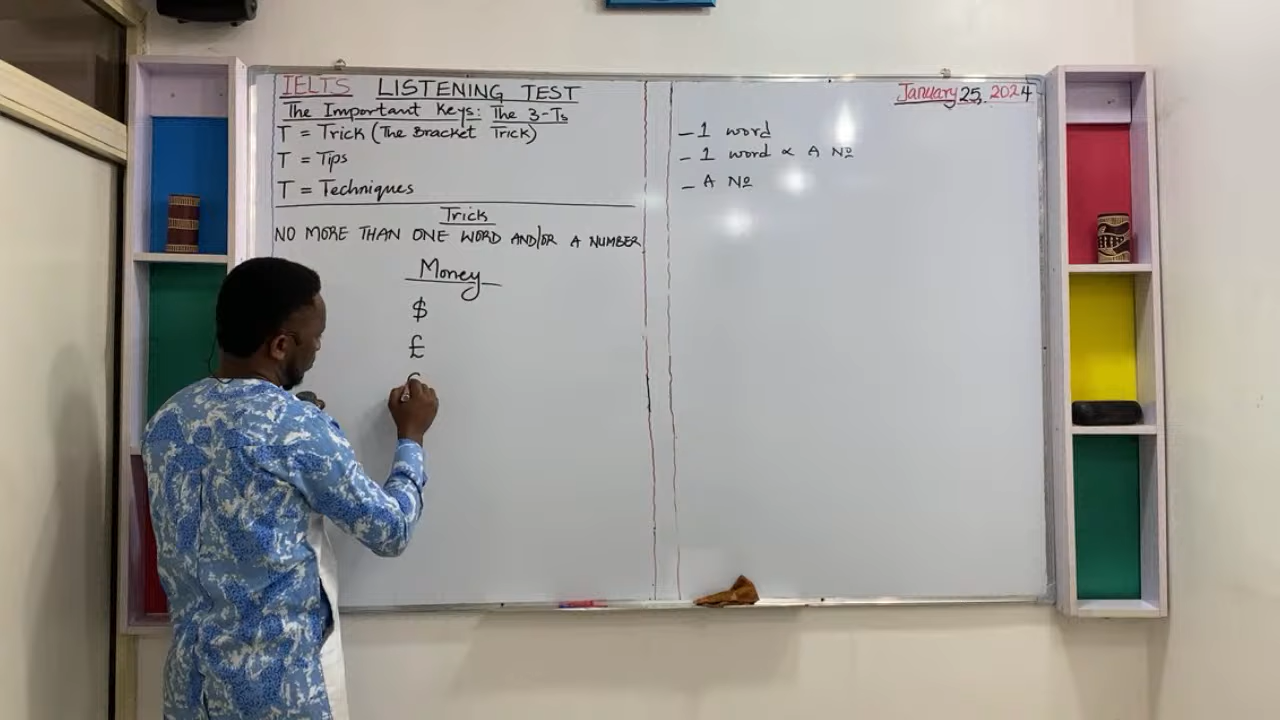 IELTS LISTENING TEST
The Important Keys: The 3-Ts
T = Trick (The Bracket Trick)
T = Tips
T = Techniques
Trick
NO MORE THAN ONE WORD AND/OR A NUMBER
Money
$
£
January 25, 2024
- 1 word
- 1 word & A No
- A No